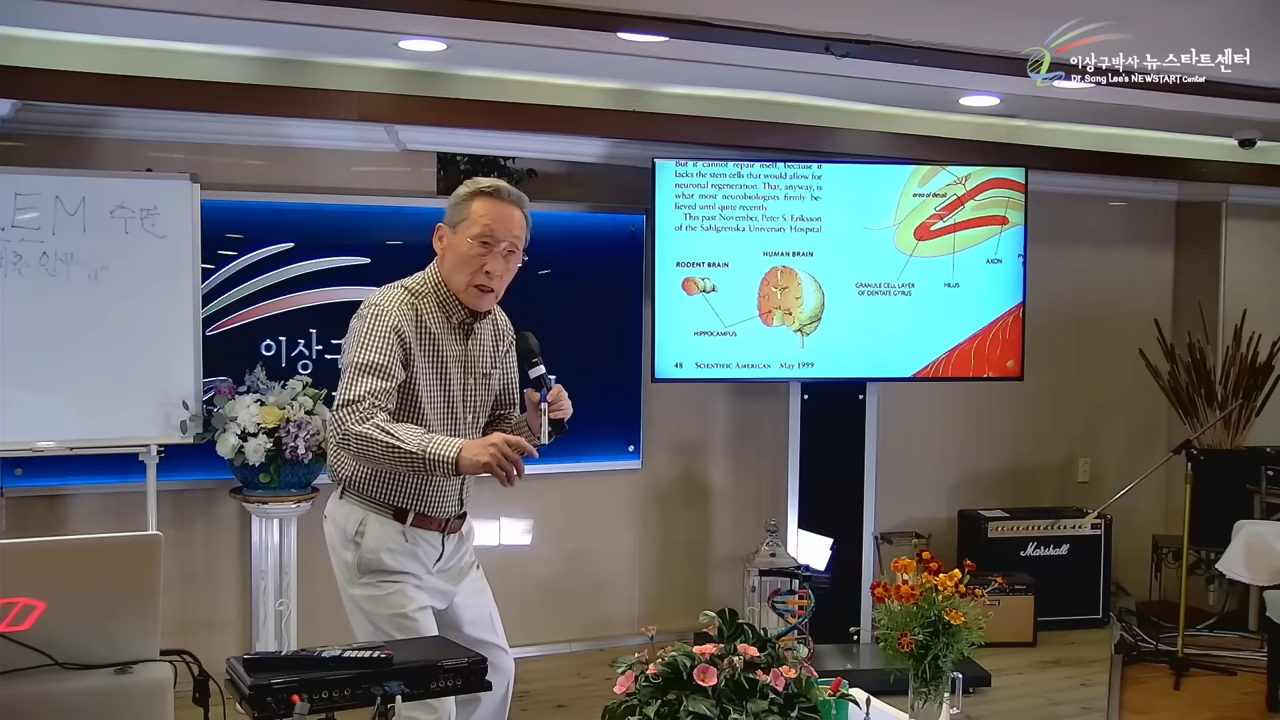 이상구박사 뉴스타트센터
Dr. Sang Lee's NEWSTART Center
EM 수면
이상구
But it cannot repair itself, because it
lacks the stem cells that would allow for
neuronal regeneration. That, anyway, is
what most neurobiologists firmly be-
lieved until quite recently
This past November, Peter S. Eriksson
of the Sahlgrenska University Hospital
RODENT BRAIN
HUMAN BRAIN
HIPPOCAMPUS
48 SCIENTIFIC AMERICAN May 1999
area of detail
AXON
GRANULE CELL LAYER
OF DENTATE GYRUS
HILUS
Marshall